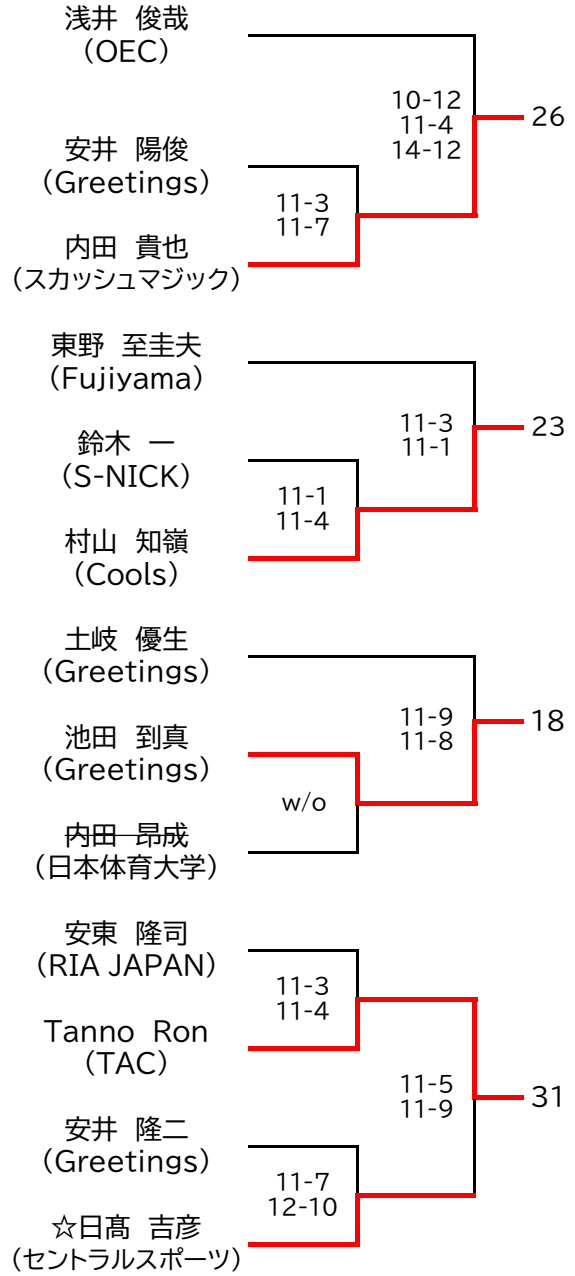 浅井 俊哉
(OEC)
10-12
11-4
14-12
26
安井 陽俊
(Greetings)
11-3
11-7
内田 貴也
(スカッシュマジック)
東野 至圭夫
(Fujiyama)
11-3
11-1
23
鈴木 一
(S-NICK)
11-1
11-4
村山 知嶺
(Cools)
土岐 優生
(Greetings)
11-9
11-8
18
池田 到真
(Greetings)
w/o
内田 昂成
(日本体育大学)
安東 隆司
(RIA JAPAN)
11-3
11-4
Tanno Ron
(TAC)
11-5
11-9
31
安井 隆二
(Greetings)
11-7
12-10
☆日髙 吉彦
(セントラルスポーツ)